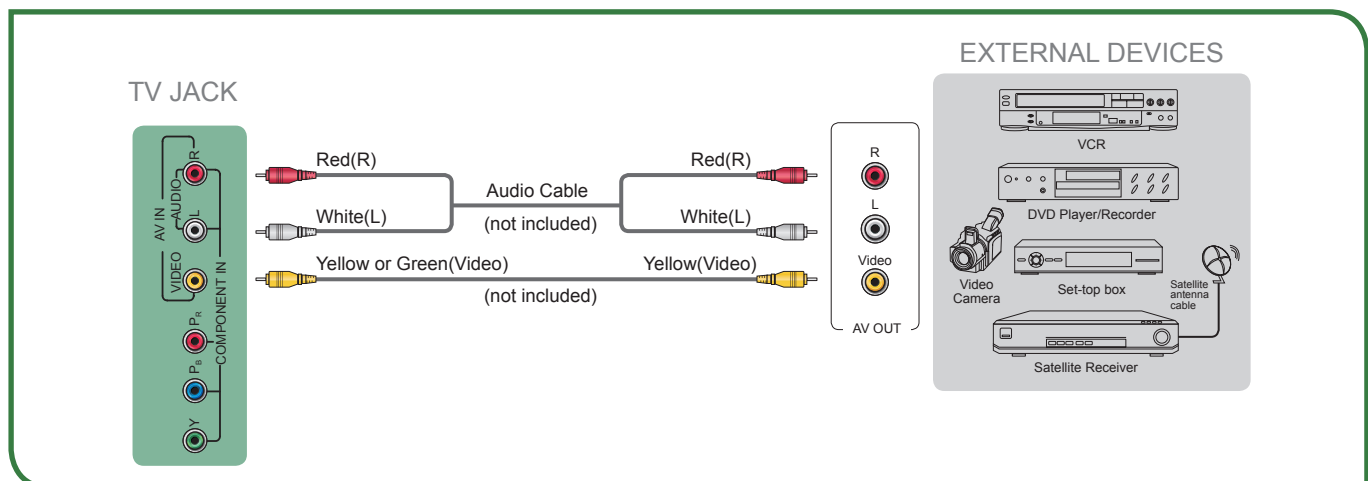 EXTERNAL DEVICES
TV JACK
AV IN
AUDIO
R
L
VIDEO
COMPONENT IN
PR
PB
Y
Red(R)
White(L)
Yellow or Green(Video)
Audio Cable
(not included)
(not included)
Red(R)
White(L)
Yellow(Video)
R
L
Video
AV OUT
VCR
DVD Player/Recorder
Video
Camera
Set-top box
Satellite
antenna
cable
Satellite Receiver